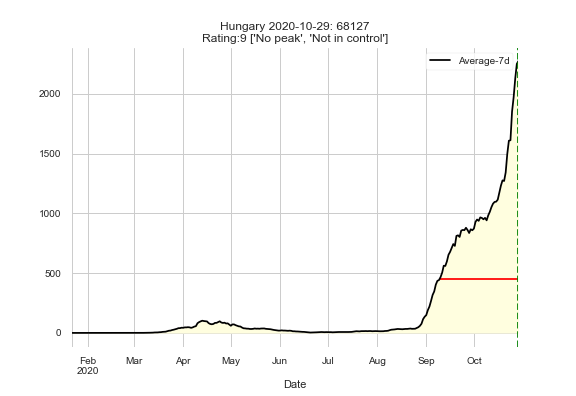 Hungary 2020-10-29: 68127
Rating:9 ['No peak', 'Not in control']
Average-7d
2000
1500
1000
500
0
Feb Mar Apr May Jun Jul Aug Sep Oct
2020
Date